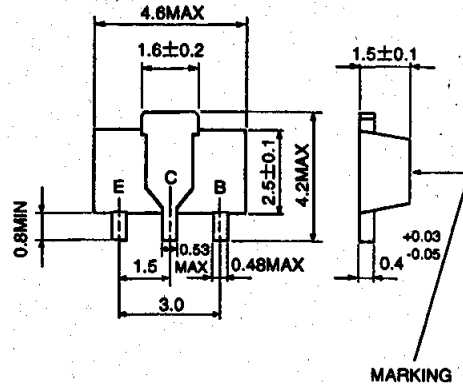 4.6MAX
1.6±0.2
1.5±0.1
E
C
B
2.5±0.1
4.2MAX
0.8MIN
0.53
MAX
1.5
0.48MAX
3.0
0.4 +0.03
-0.05
MARKING